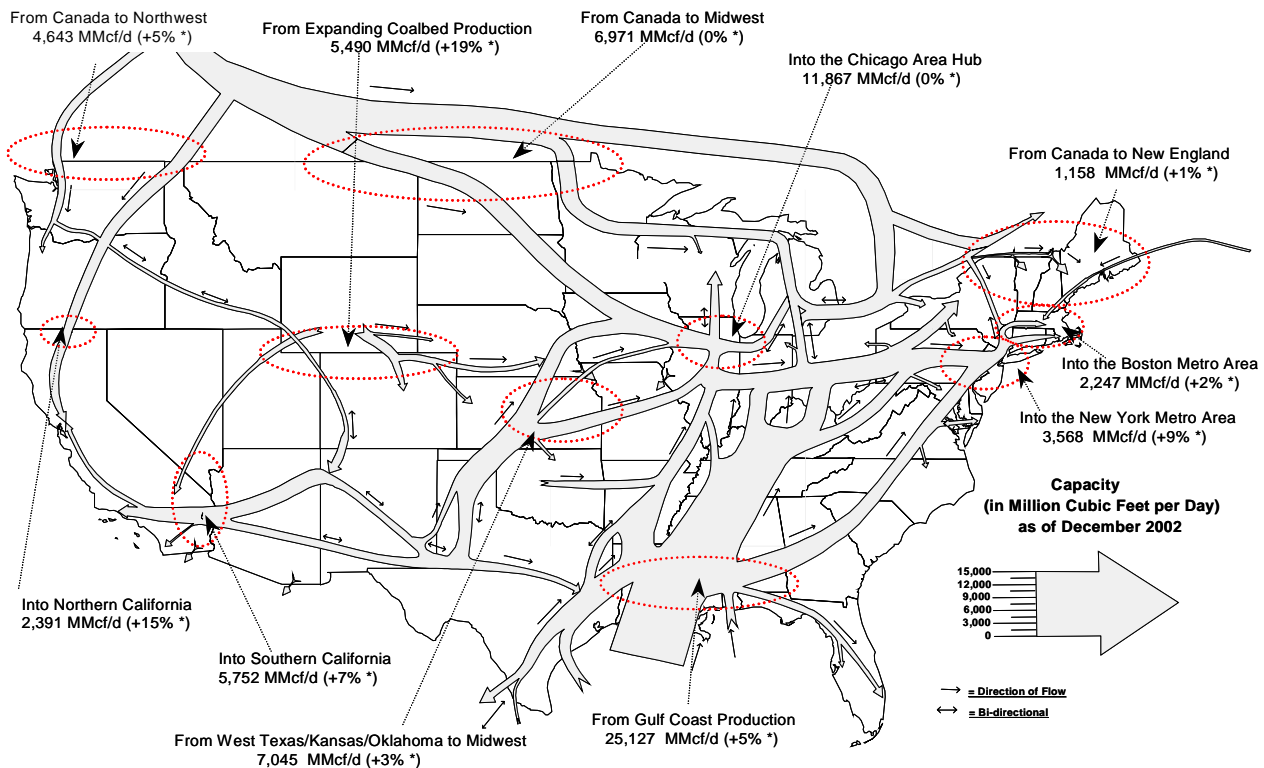 From Canada to Northwest
4,643 MMcf/d (+5% *)
From Expanding Coalbed Production
5,490 MMcf/d (+19% *)
From Canada to Midwest
6,971 MMcf/d (0% *)
Into the Chicago Area Hub
11,867 MMcf/d (0% *)
From Canada to New England
1,158 MMcf/d (+1% *)
Into the Boston Metro Area
2,247 MMcf/d (+2% *)
Into the New York Metro Area
3,568 MMcf/d (+9% *)
Capacity
(in Million Cubic Feet per Day)
as of December 2002
15,000
12,000
9,000
6,000
3,000
0
= Direction of Flow
= Bi-directional
Into Northern California
2,391 MMcf/d (+15% *)
Into Southern California
5,752 MMcf/d (+7% *)
From West Texas/Kansas/Oklahoma to Midwest
7,045 MMcf/d (+3% *)
From Gulf Coast Production
25,127 MMcf/d (+5% *)